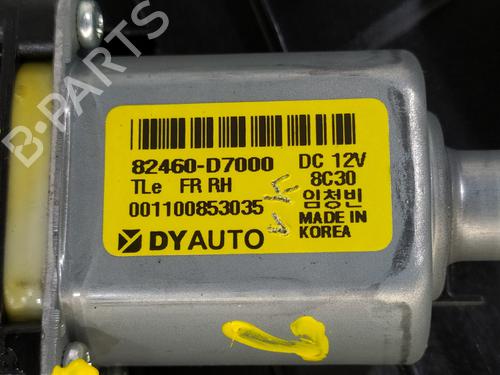 B-PARTS
82460-D7000 DC 12V
TLe FR RH 8C30
001100853035 임청빈
DYAUTO MADE IN
KOREA